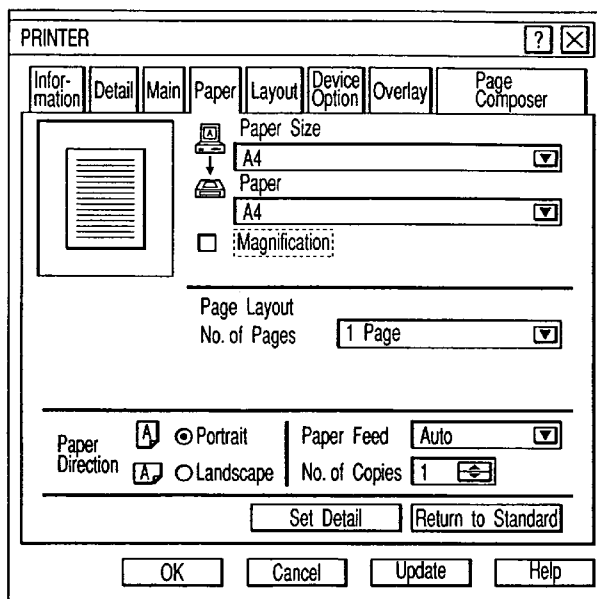 PRINTER ?
Infor-
mation Detail Main Paper Layout Device
Option Overlay Page
Composer
A
Paper Size
A4
Paper
A4
Magnification:
Page Layout
No. of Pages 1 Page
Paper
Direction
A Portrait
A Landscape
Paper Feed Auto
No. of Copies 1
Set Detail Return to Standard
OK Cancel Update Help